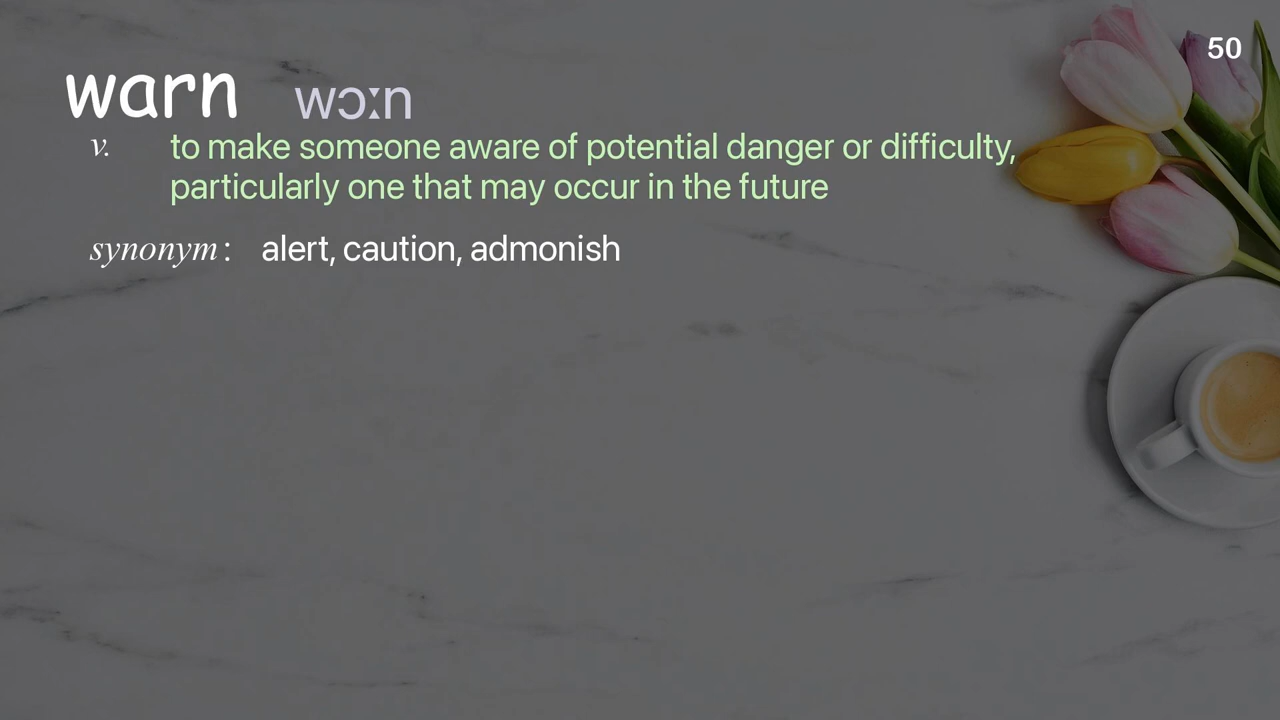 50
warn wɔːn
v. to make someone aware of potential danger or difficulty,
particularly one that may occur in the future
synonym : alert, caution, admonish